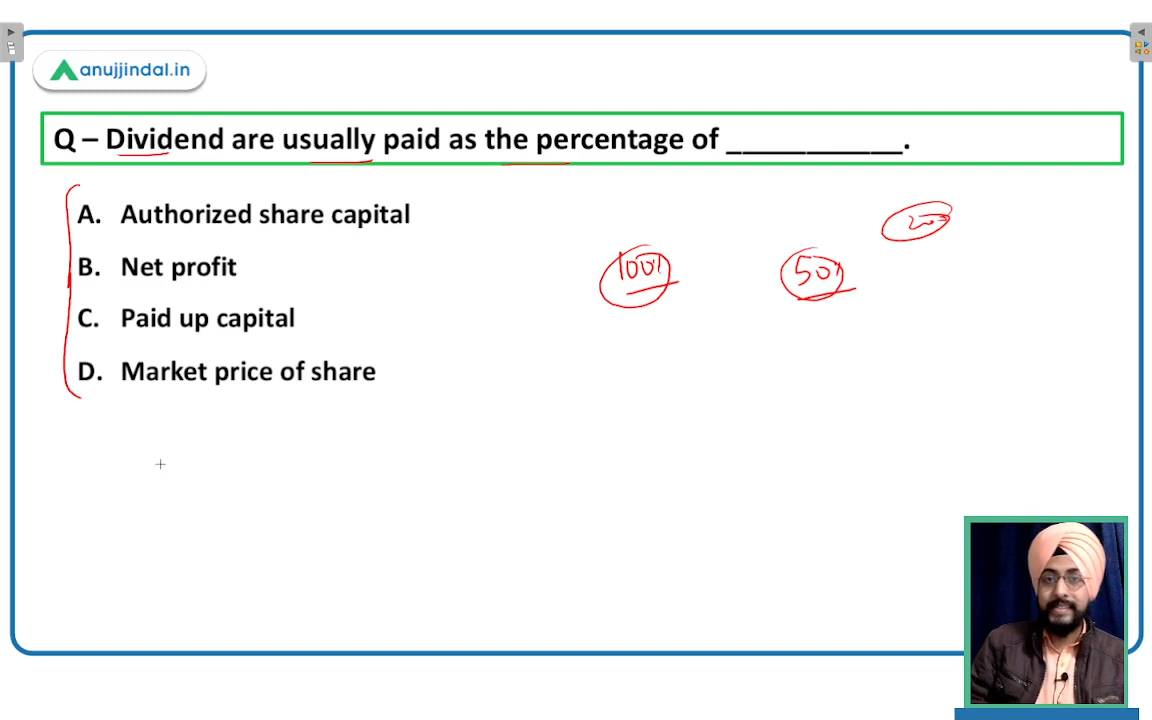 anujjindal.in
Q – Dividend are usually paid as the percentage of ___________.
A. Authorized share capital
B. Net profit
C. Paid up capital
D. Market price of share
100%
50%